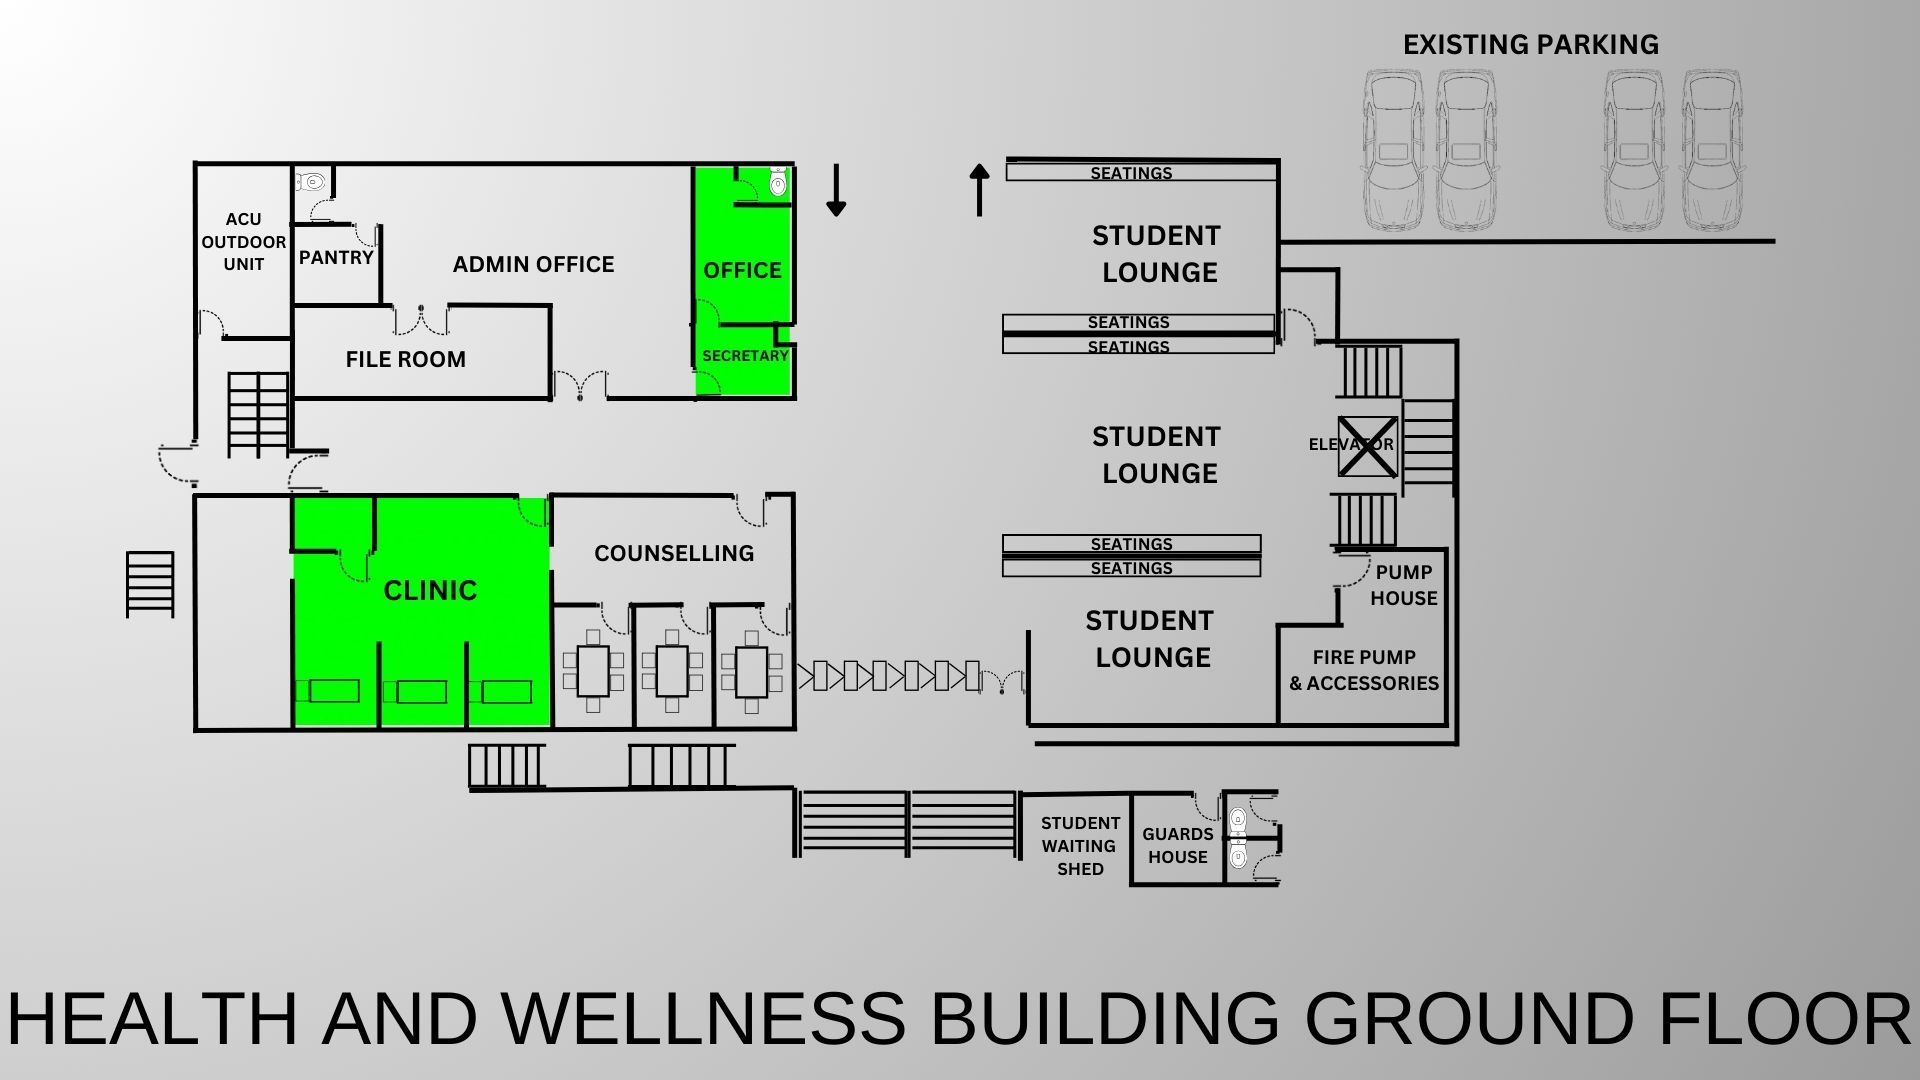 EXISTING PARKING
SEATINGS
ACU
OUTDOOR
UNIT
PANTRY
ADMIN OFFICE
OFFICE
STUDENT
LOUNGE
FILE ROOM
SECRETARY
SEATINGS
SEATINGS
STUDENT
LOUNGE
ELEVATOR
CLINIC
COUNSELLING
SEATINGS
SEATINGS
STUDENT
LOUNGE
PUMP
HOUSE
FIRE PUMP
& ACCESSORIES
STUDENT
WAITING
SHED
GUARDS
HOUSE
HEALTH AND WELLNESS BUILDING GROUND FLOOR